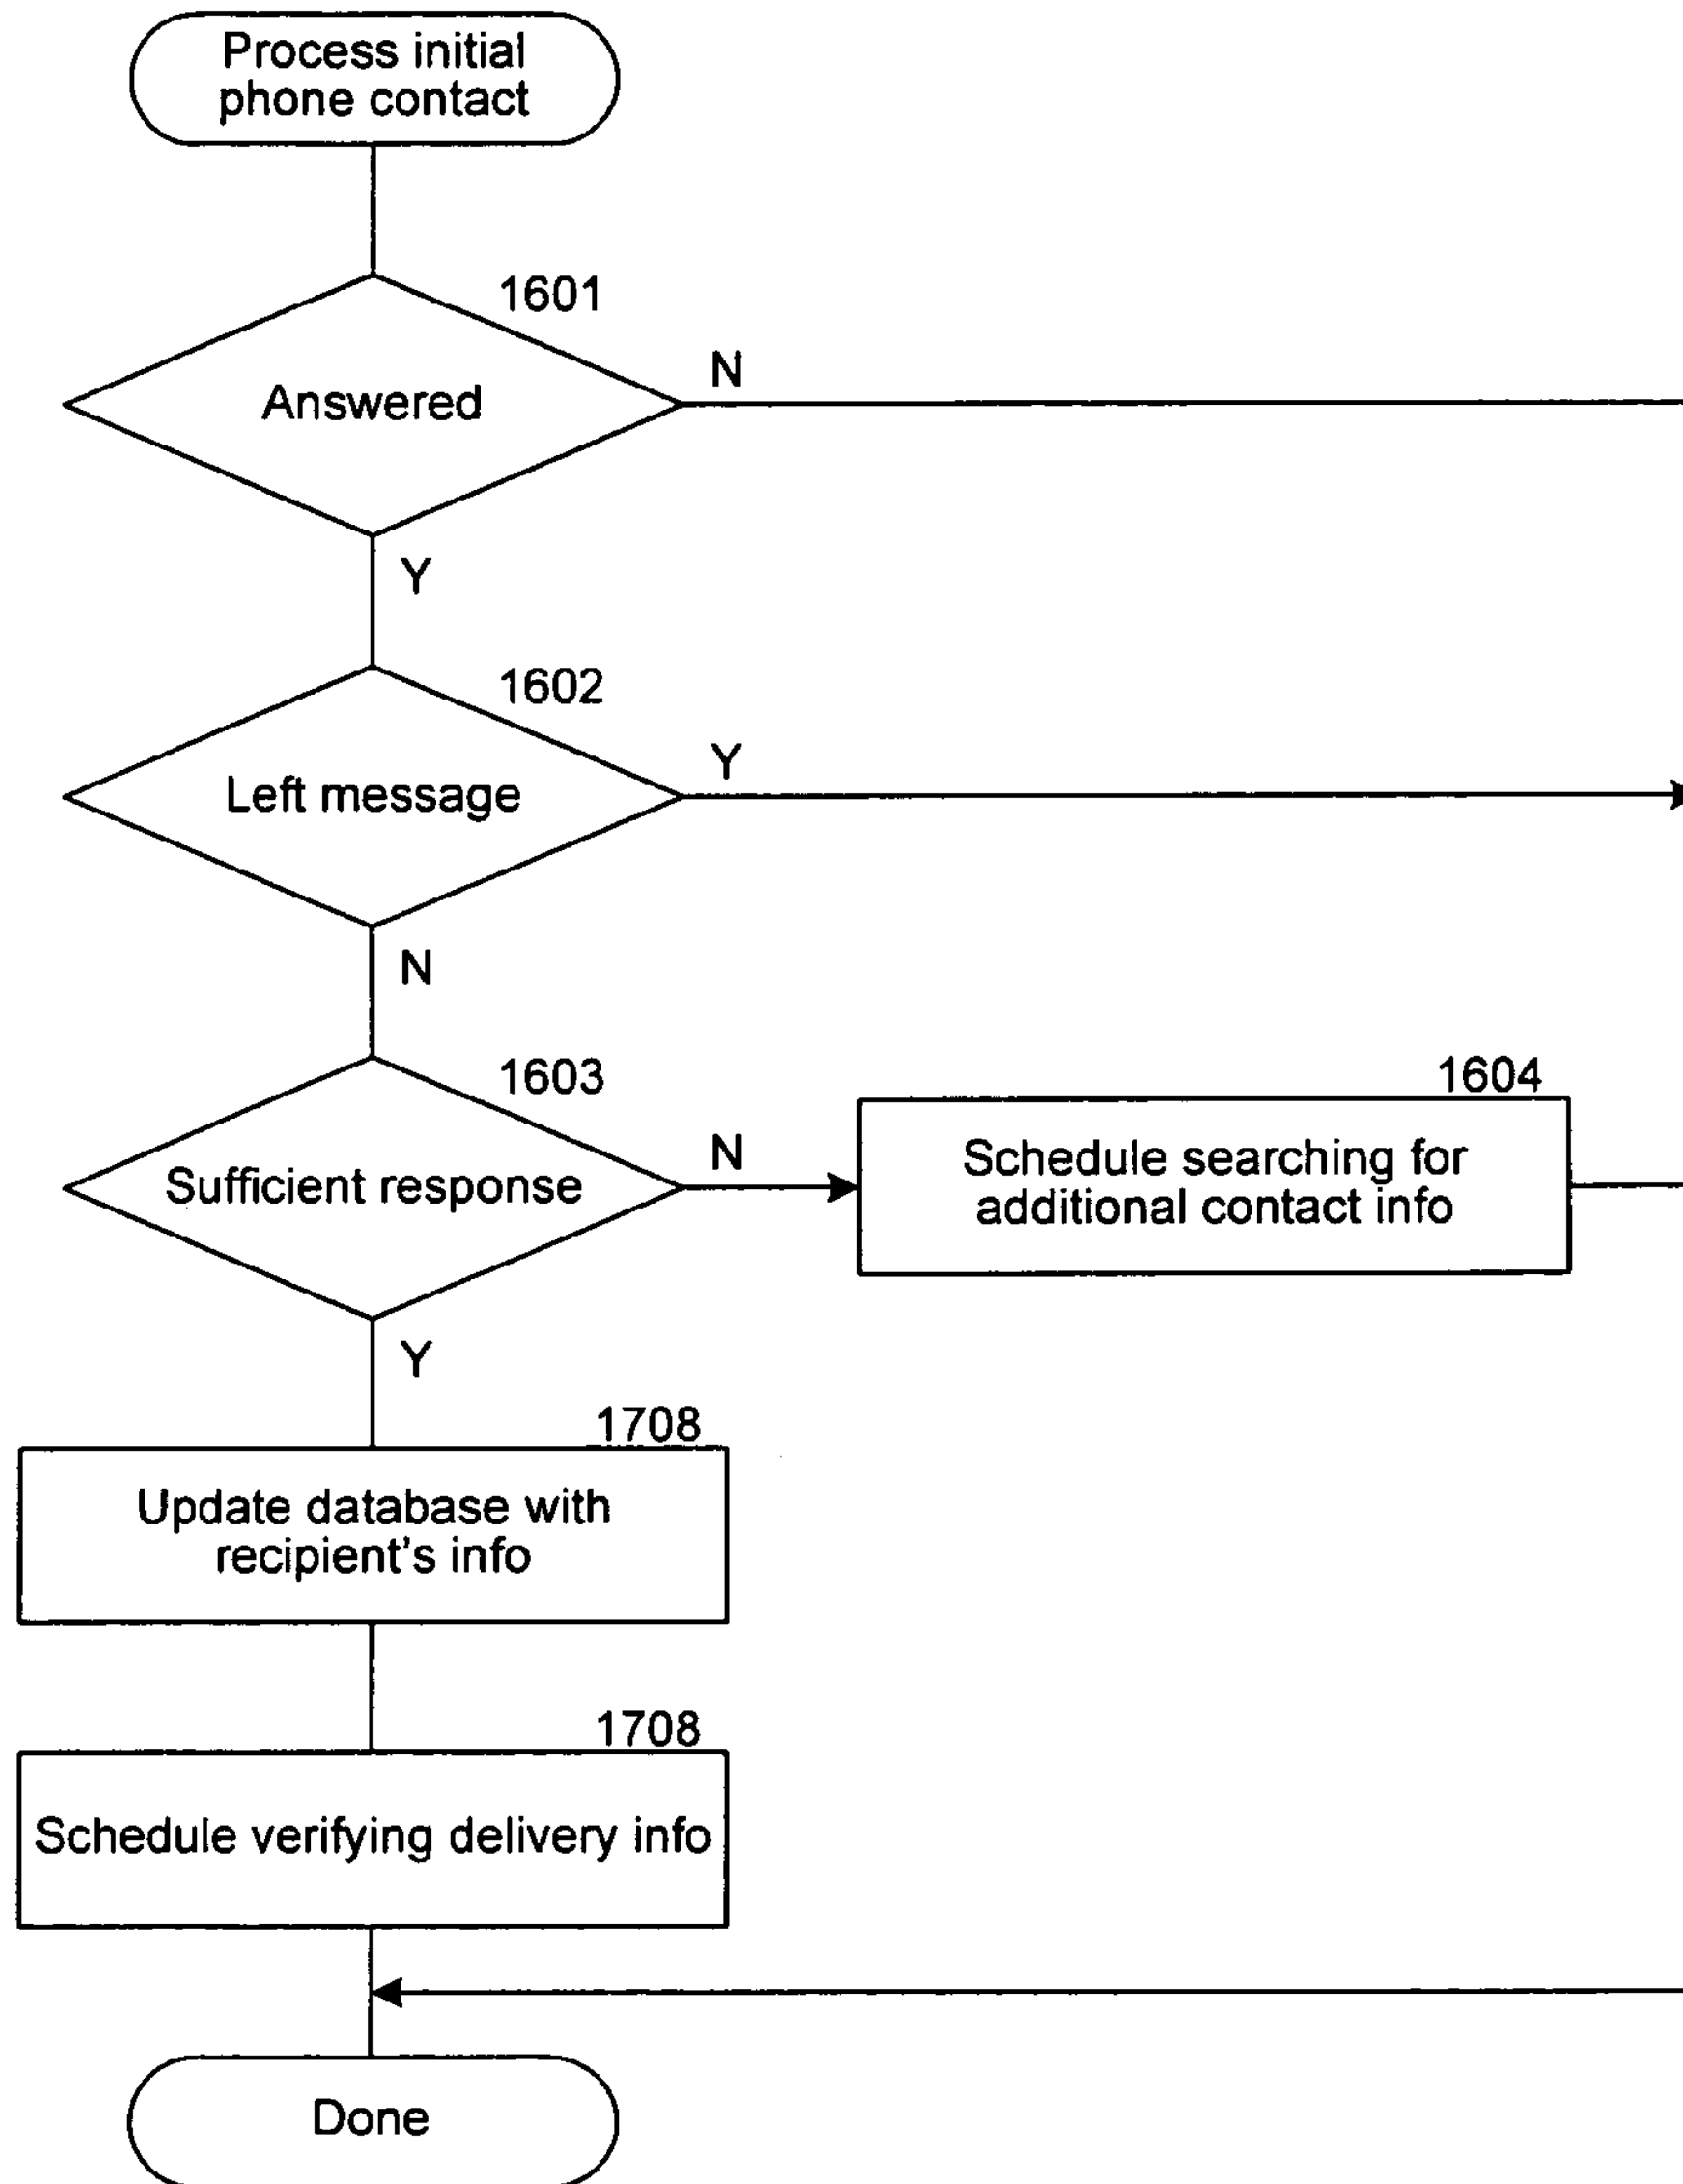 Process initial
phone contact
1601
Answered
N
Y
1602
Left message
Y
N
1603
Sufficient response
N
1604
Schedule searching for
additional contact info
Y
1708
Update database with
recipient's info
1708
Schedule verifying delivery info
Done